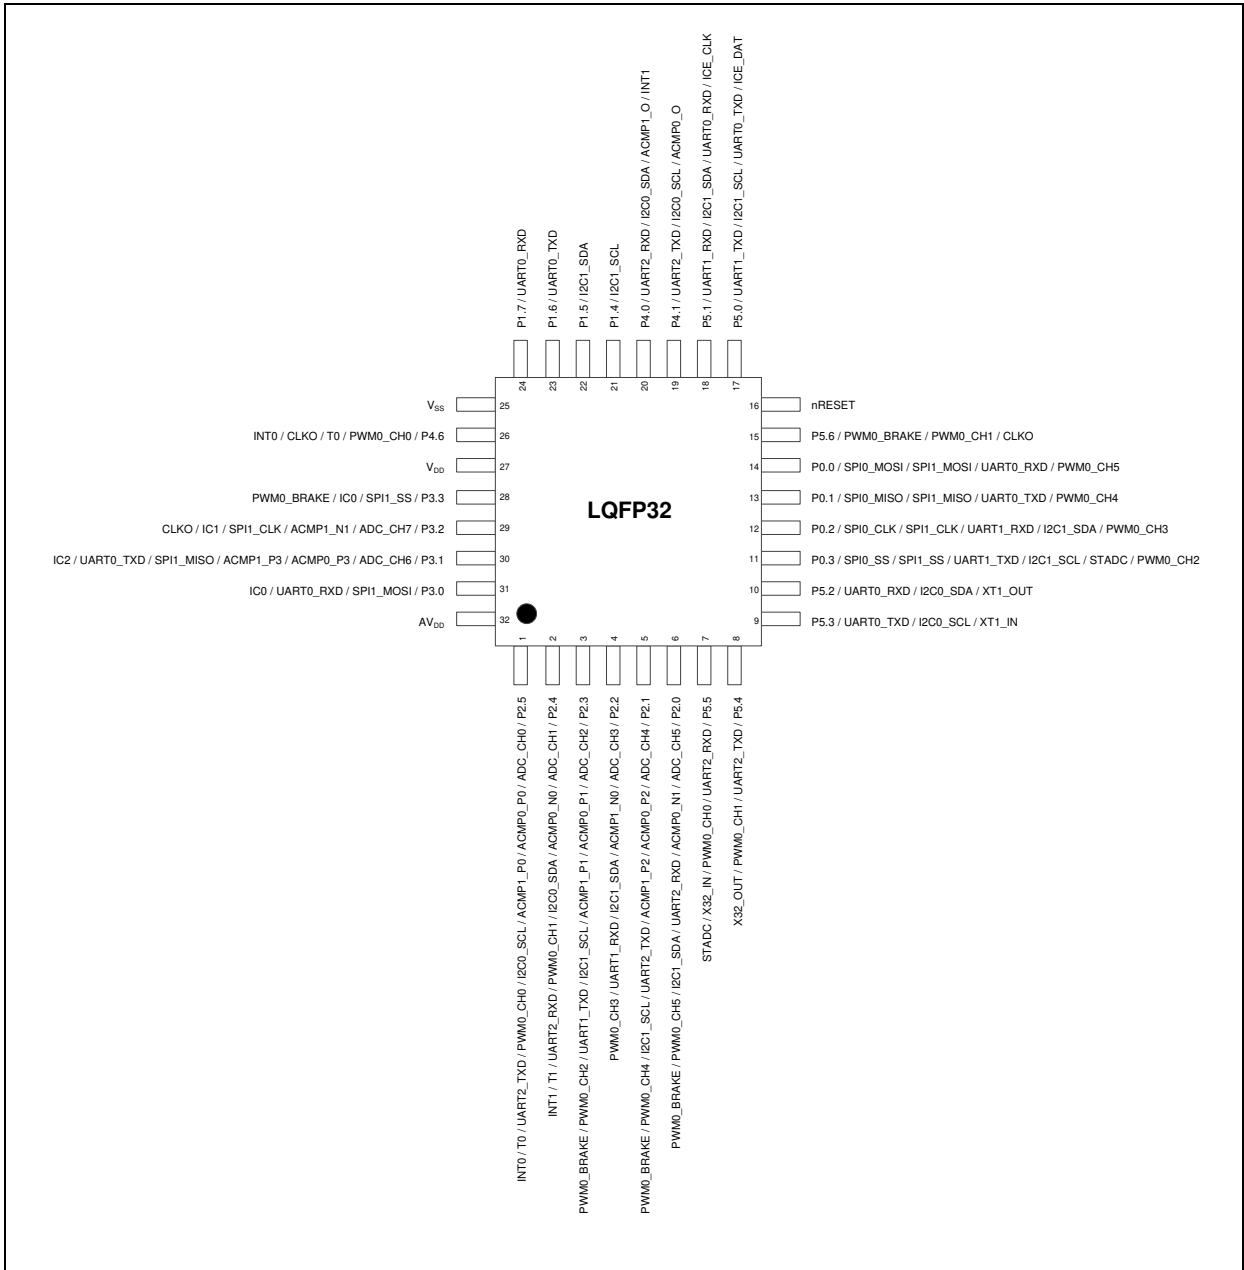 P1.7 / UART0_RXD
P1.6 / UART0_TXD
P1.5 / I2C1_SDA
P1.4 / I2C1_SCL
P4.0 / UART2_RXD / I2C0_SDA / ACMP1_O / INT1
P4.1 / UART2_TXD / I2C0_SCL / ACMP0_O
P5.1 / UART1_RXD / I2C1_SDA / UART0_RXD / ICE_CLK
P5.0 / UART1_TXD / I2C1_SCL / UART0_TXD / ICE_DAT
24
23
22
21
20
19
18
17
VSS
25
INT0 / CLKO / T0 / PWM0_CH0 / P4.6
26
VDD
27
PWM0_BRAKE / IC0 / SPI1_SS / P3.3
28
CLKO / IC1 / SPI1_CLK / ACMP1_N1 / ADC_CH7 / P3.2
29
IC2 / UART0_TXD / SPI1_MISO / ACMP1_P3 / ACMP0_P3 / ADC_CH6 / P3.1
30
IC0 / UART0_RXD / SPI1_MOSI / P3.0
31
AVDD
32
LQFP32
16
nRESET
15
P5.6 / PWM0_BRAKE / PWM0_CH1 / CLKO
14
P0.0 / SPI0_MOSI / SPI1_MOSI / UART0_RXD / PWM0_CH5
13
P0.1 / SPI0_MISO / SPI1_MISO / UART0_TXD / PWM0_CH4
12
P0.2 / SPI0_CLK / SPI1_CLK / UART1_RXD / I2C1_SDA / PWM0_CH3
11
P0.3 / SPI0_SS / SPI1_SS / UART1_TXD / I2C1_SCL / STADC / PWM0_CH2
10
P5.2 / UART0_RXD / I2C0_SDA / XT1_OUT
9
P5.3 / UART0_TXD / I2C0_SCL / XT1_IN
1
2
3
4
5
6
7
8
INT0 / T0 / UART2_TXD / PWM0_CH0 / I2C0_SCL / ACMP1_P0 / ACMP0_P0 / ADC_CH0 / P2.5
INT1 / T1 / UART2_RXD / PWM0_CH1 / I2C0_SDA / ACMP0_N0 / ADC_CH1 / P2.4
PWM0_BRAKE / PWM0_CH2 / UART1_TXD / I2C1_SCL / ACMP1_P1 / ACMP0_P1 / ADC_CH2 / P2.3
PWM0_CH3 / UART1_RXD / I2C1_SDA / ACMP1_N0 / ADC_CH3 / P2.2
PWM0_BRAKE / PWM0_CH4 / I2C1_SCL / UART2_TXD / ACMP1_P2 / ACMP0_P2 / ADC_CH4 / P2.1
PWM0_BRAKE / PWM0_CH5 / I2C1_SDA / UART2_RXD / ACMP0_N1 / ADC_CH5 / P2.0
STADC / X32_IN / PWM0_CH0 / UART2_RXD / P5.5
X32_OUT / PWM0_CH1 / UART2_TXD / P5.4